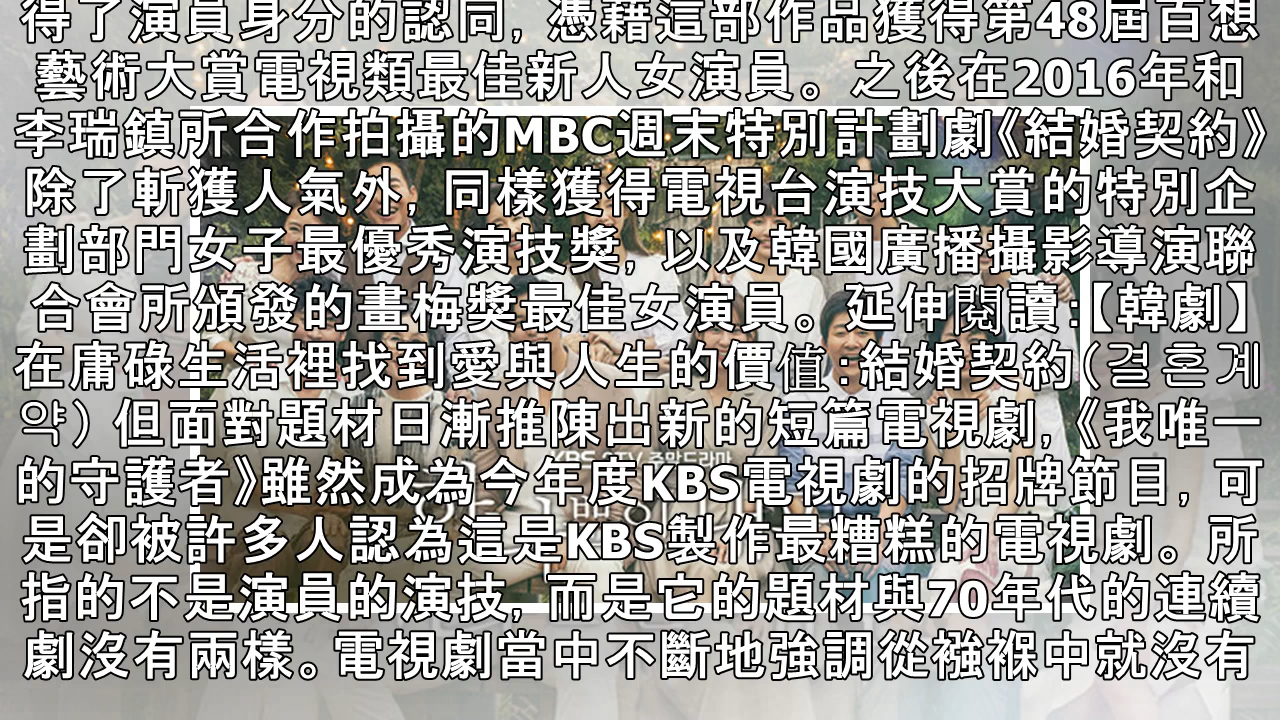 得了演員身分的認同, 憑藉這部作品獲得第48屆百想
藝術大賞電視類最佳新人女演員。之後在2016年和
李瑞鎮所合作拍攝的MBC週末特別計劃劇《結婚契約》
除了斬獲人氣外, 同樣獲得電視台演技大賞的特別企
劃部門女子最優秀演技獎, 以及韓國廣播攝影導演聯
合會所頒發的畫梅獎最佳女演員。延伸閱讀:【韓劇】
在庸碌生活裡找到愛與人生的價值:結婚契約(결혼계
약) 但面對題材日漸推陳出新的短篇電視劇,《我唯一
的守護者》雖然成為今年度KBS電視劇的招牌節目, 可
是卻被許多人認為這是KBS製作最糟糕的電視劇。所
指的不是演員的演技, 而是它的題材與70年代的連續
劇沒有兩樣。電視劇當中不斷地強調從襁褓中就沒有
KBS 2TV 주말드라마